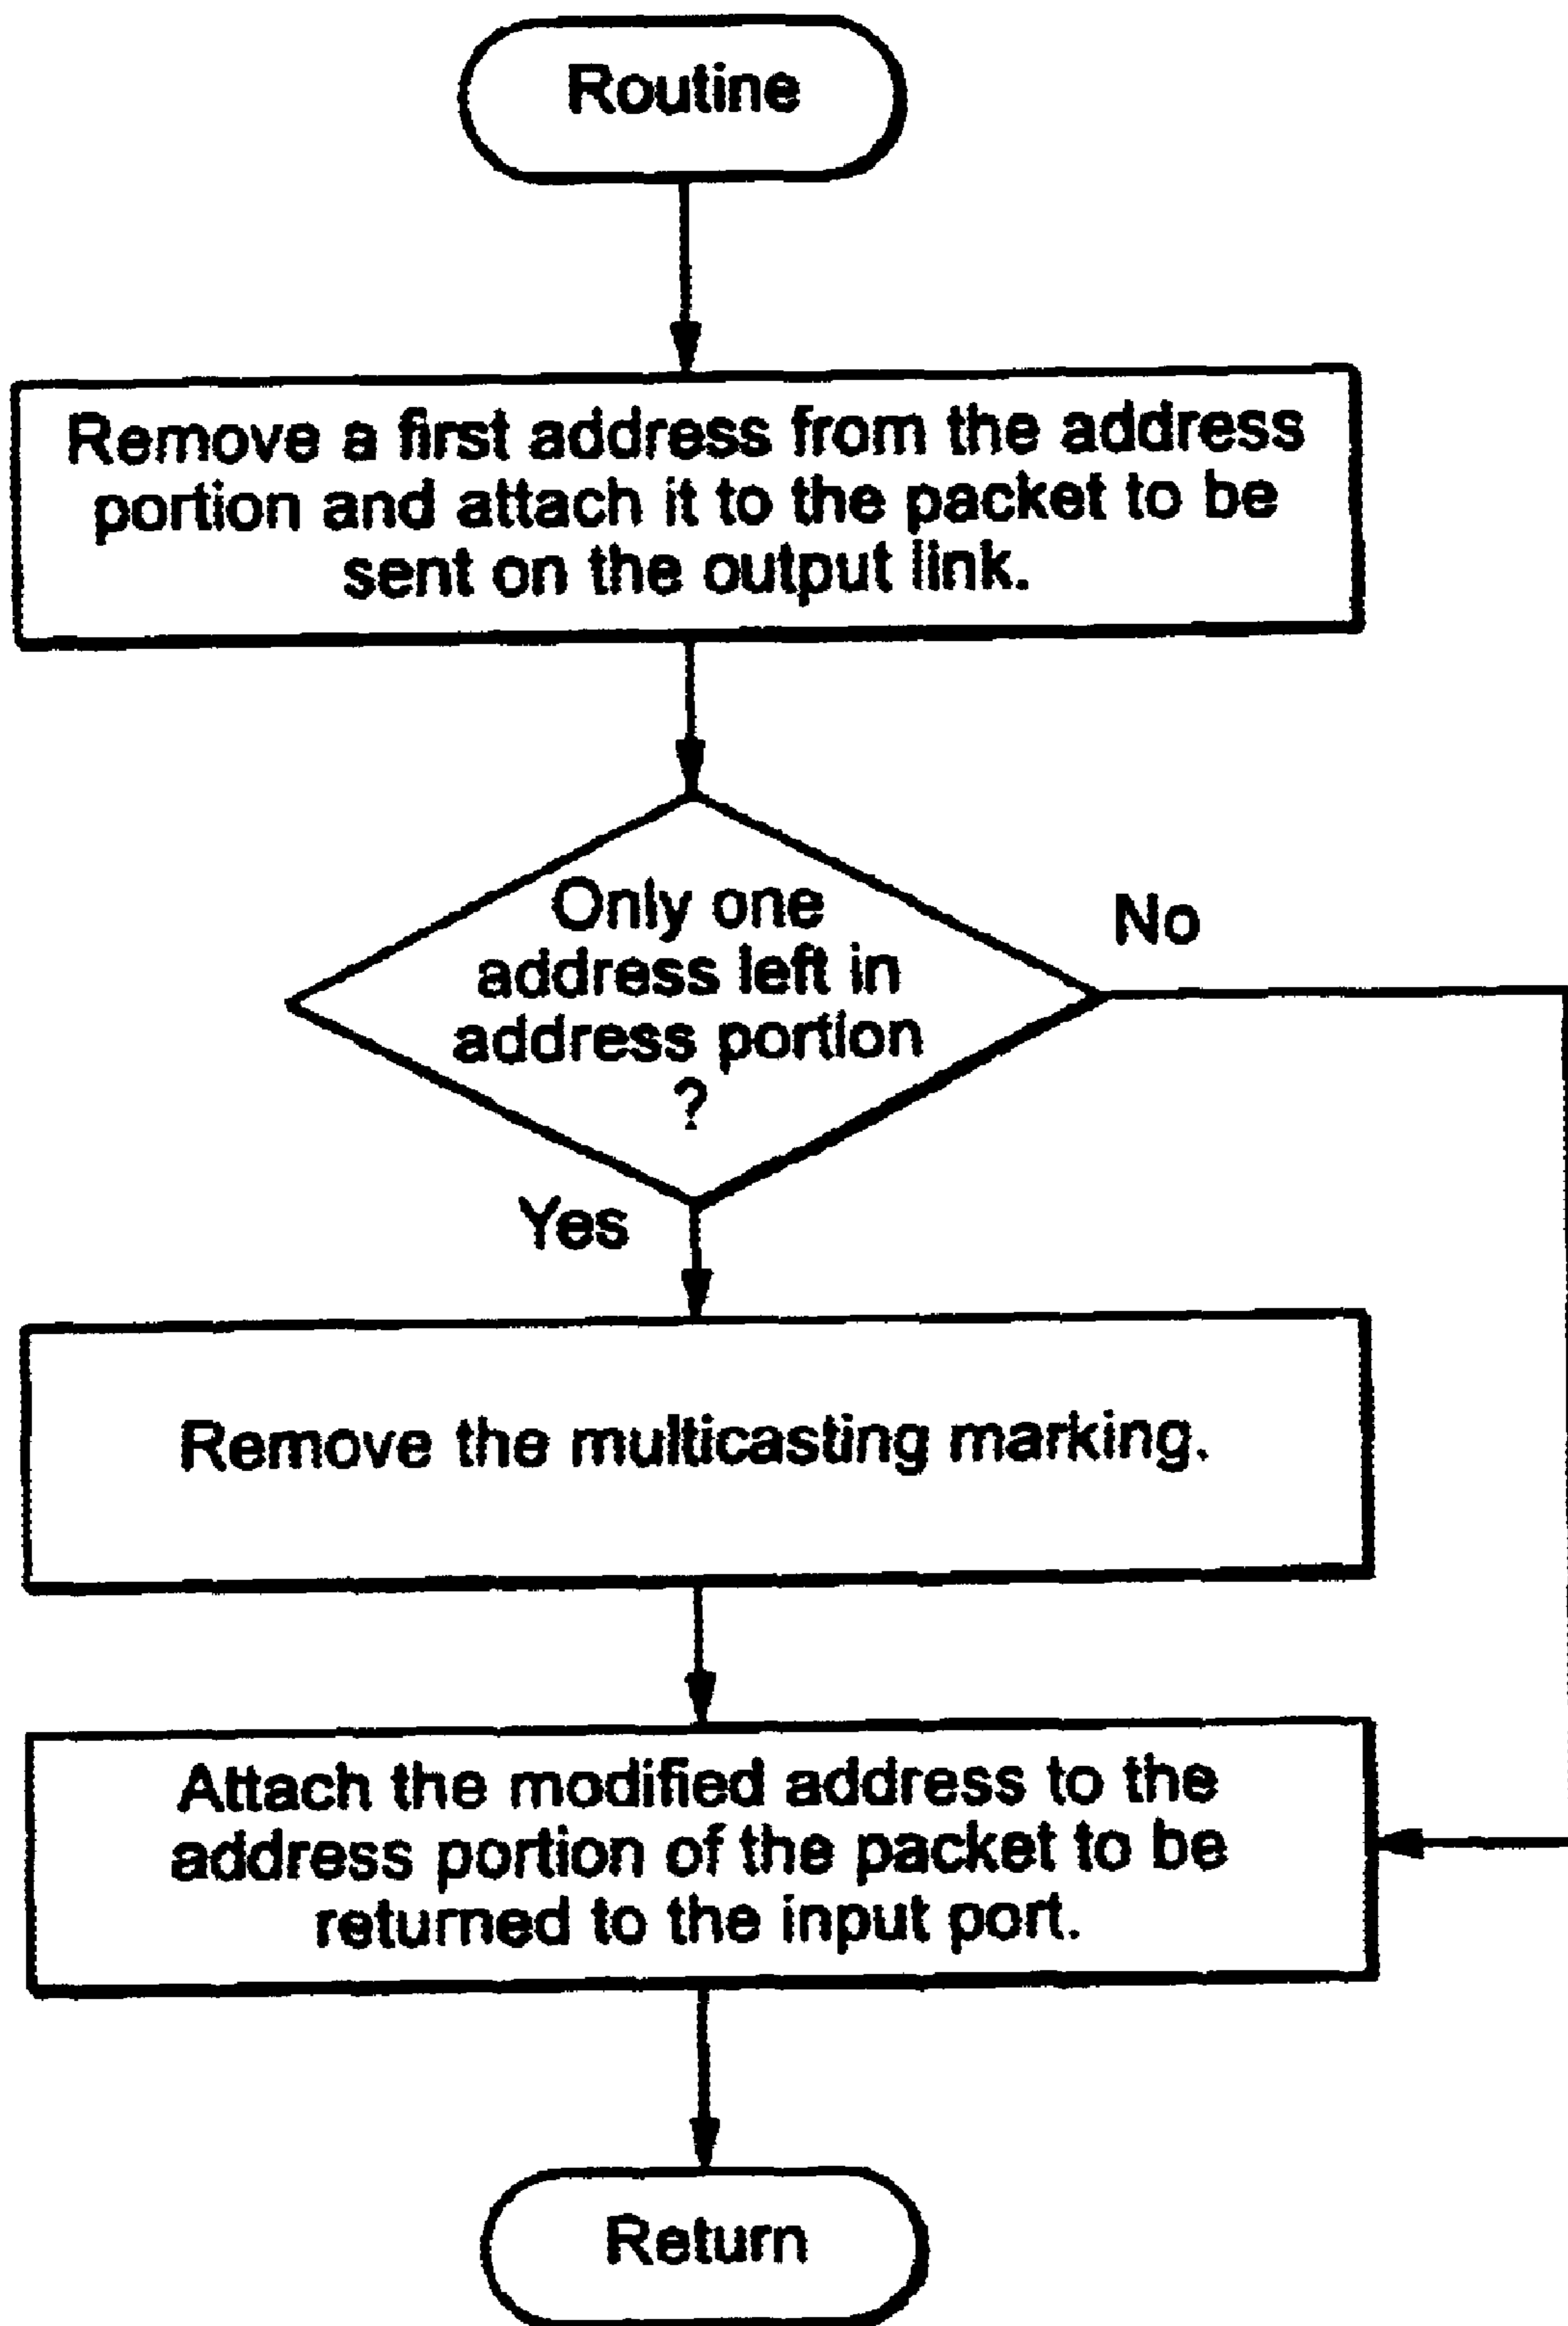 Routine
Remove a first address from the address
portion and attach it to the packet to be
sent on the output link.
Only one
address left in
address portion
?
No
Yes
Remove the multicasting marking.
Attach the modified address to the
address portion of the packet to be
returned to the input port.
Return